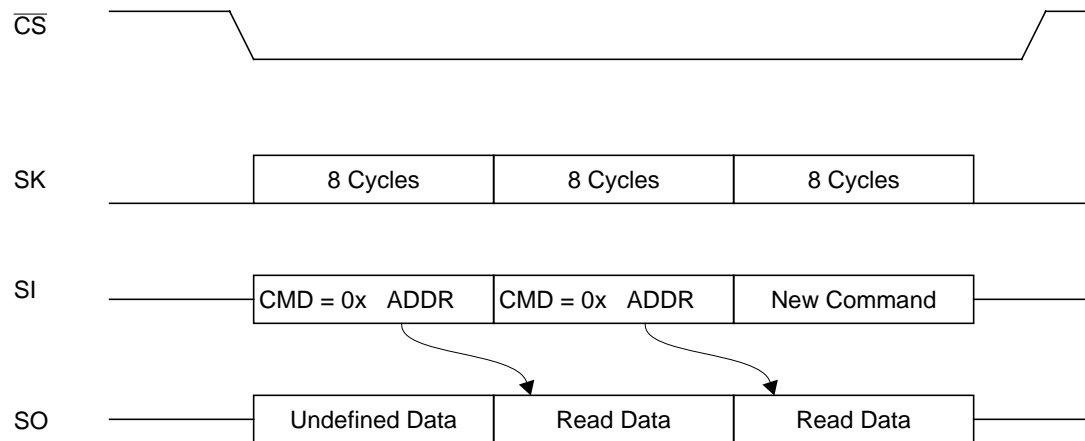 C̅S̅
SK 8 Cycles 8 Cycles 8 Cycles
SI CMD = 0x ADDR CMD = 0x ADDR New Command
SO Undefined Data Read Data Read Data